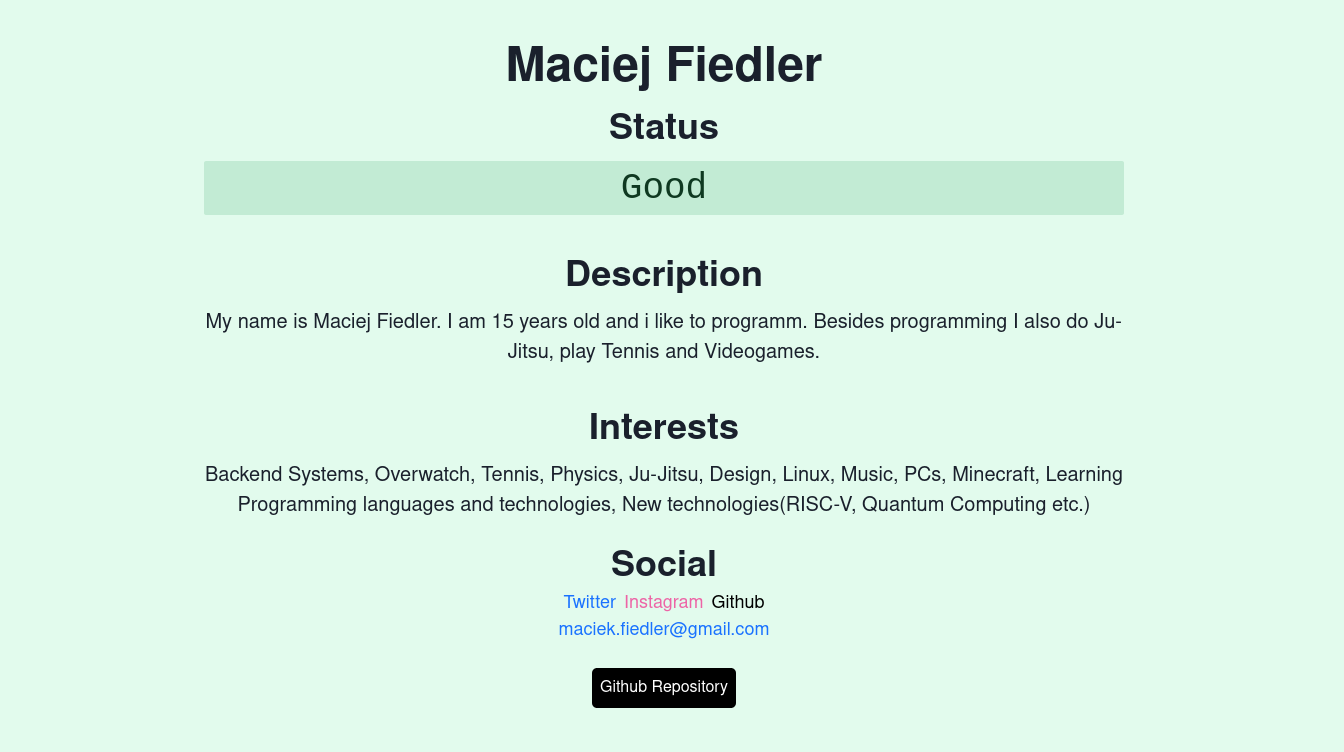 Maciej Fiedler
Status
Good
Description
My name is Maciej Fiedler. I am 15 years old and i like to programm. Besides programming I also do Ju-
Jitsu, play Tennis and Videogames.
Interests
Backend Systems, Overwatch, Tennis, Physics, Ju-Jitsu, Design, Linux, Music, PCs, Minecraft, Learning
Programming languages and technologies, New technologies(RISC-V, Quantum Computing etc.)
Social
Twitter Instagram Github
maciek.fiedler@gmail.com
Github Repository